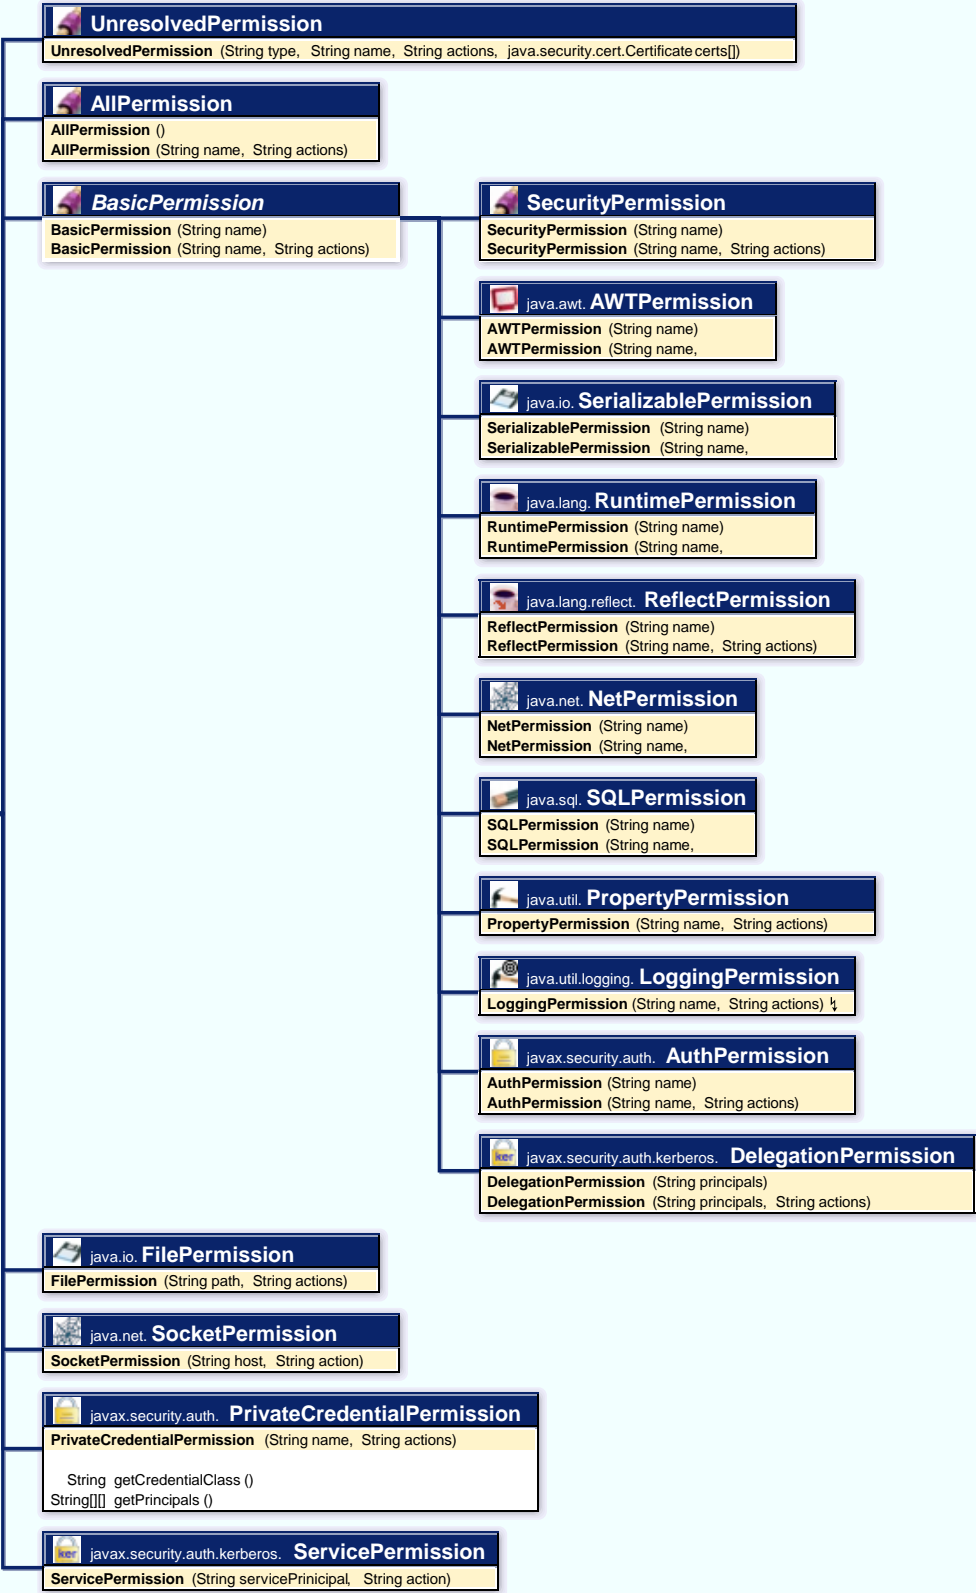 UnresolvedPermission
UnresolvedPermission (String type, String name, String actions, java.security.cert.Certificate certs[])
AllPermission
AllPermission ()
AllPermission (String name, String actions)
BasicPermission
BasicPermission (String name)
BasicPermission (String name, String actions)
SecurityPermission
SecurityPermission (String name)
SecurityPermission (String name, String actions)
java.awt. AWTPermission
AWTPermission (String name)
AWTPermission (String name,
java.io. SerializablePermission
SerializablePermission (String name)
SerializablePermission (String name,
java.lang. RuntimePermission
RuntimePermission (String name)
RuntimePermission (String name,
java.lang.reflect. ReflectPermission
ReflectPermission (String name)
ReflectPermission (String name, String actions)
java.net. NetPermission
NetPermission (String name)
NetPermission (String name,
java.sql. SQLPermission
SQLPermission (String name)
SQLPermission (String name,
java.util. PropertyPermission
PropertyPermission (String name, String actions)
java.util.logging. LoggingPermission
LoggingPermission (String name, String actions) ↯
javax.security.auth. AuthPermission
AuthPermission (String name)
AuthPermission (String name, String actions)
ker javax.security.auth.kerberos. DelegationPermission
DelegationPermission (String principals)
DelegationPermission (String principals, String actions)
java.io. FilePermission
FilePermission (String path, String actions)
java.net. SocketPermission
SocketPermission (String host, String action)
javax.security.auth. PrivateCredentialPermission
PrivateCredentialPermission (String name, String actions)
String getCredentialClass ()
String[][] getPrincipals ()
ker javax.security.auth.kerberos. ServicePermission
ServicePermission (String servicePrinicipal, String action)